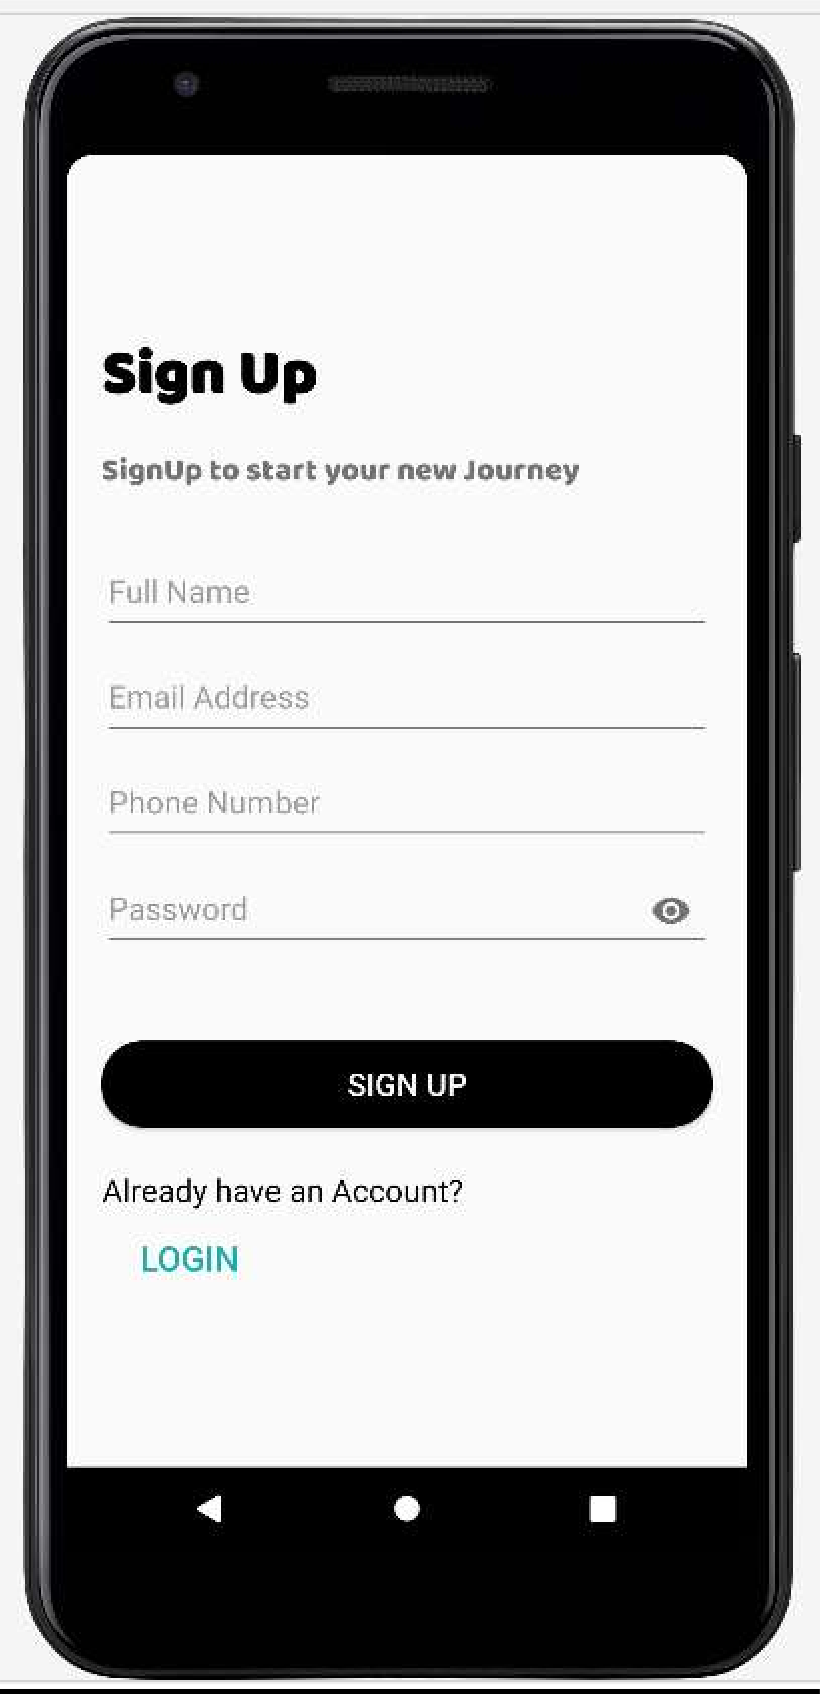 Sign Up
SignUp to start your new Journey
Full Name
Email Address
Phone Number
Password
SIGN UP
Already have an Account?
LOGIN